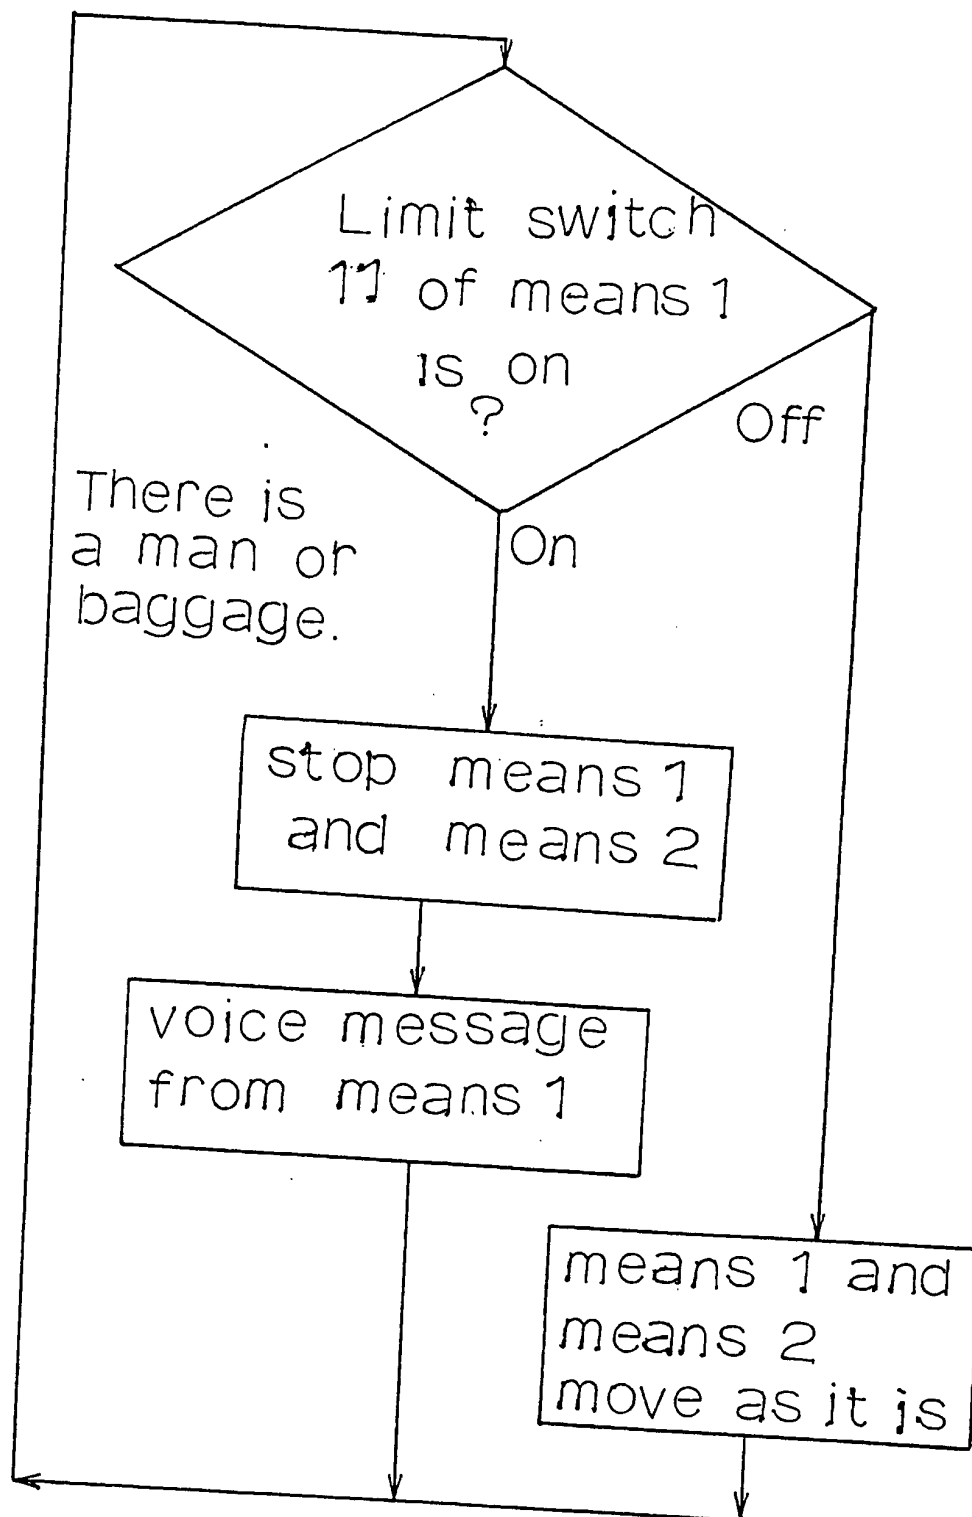 Limit switch
11 of means 1
is on
?
Off
On
There is
a man or
baggage.
stop means 1
and means 2
voice message
from means 1
means 1 and
means 2
move as it is